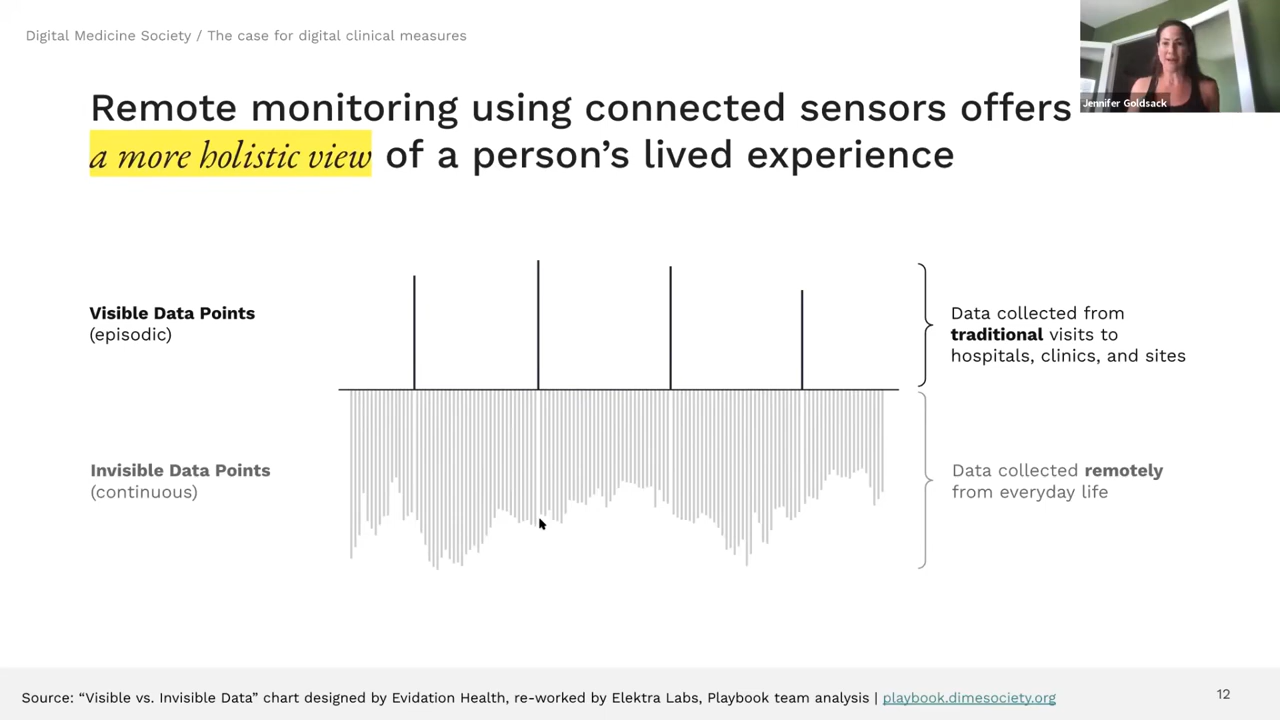 Digital Medicine Society / The case for digital clinical measures
Jennifer Goldsack
Remote monitoring using connected sensors offers
a more holistic view of a person’s lived experience
Visible Data Points
(episodic)
Data collected from
traditional visits to
hospitals, clinics, and sites
Invisible Data Points
(continuous)
Data collected remotely
from everyday life
Source: “Visible vs. Invisible Data” chart designed by Evidation Health, re-worked by Elektra Labs, Playbook team analysis | playbook.dimesociety.org
12